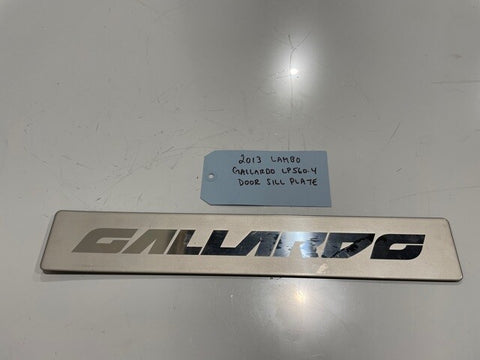 2013 LAMBO
GALLARDO LP560-4
DOOR SILL PLATE
GALLARDO